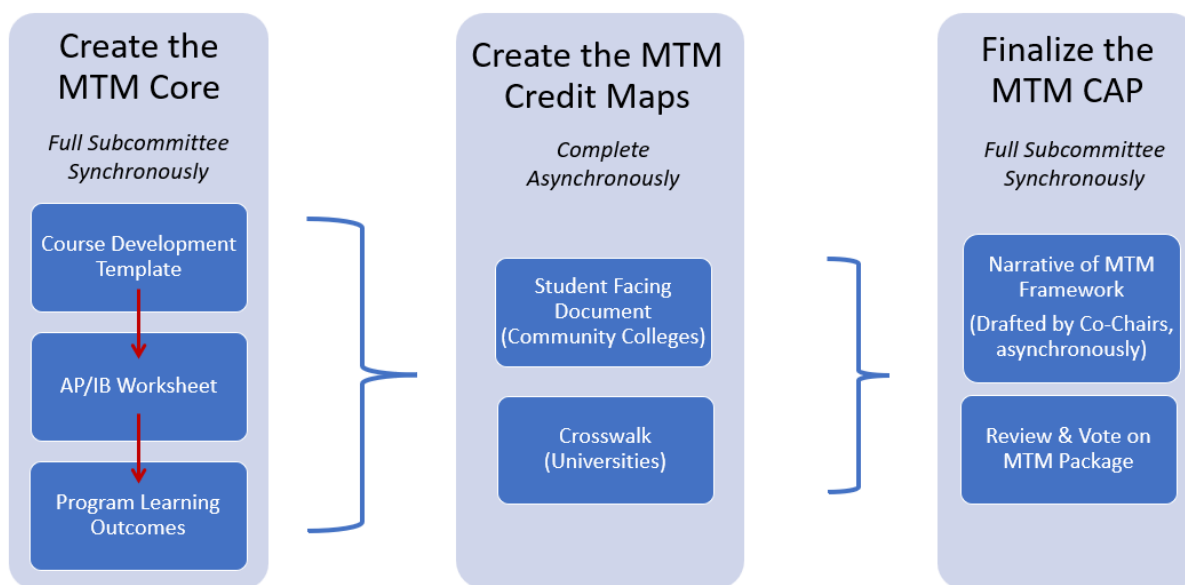 Create the
MTM Core
Full Subcommittee
Synchronously
Course Development
Template
AP/IB Worksheet
Program Learning
Outcomes
Create the MTM
Credit Maps
Complete
Asynchronously
Student Facing
Document
(Community Colleges)
Crosswalk
(Universities)
Finalize the
MTM CAP
Full Subcommittee
Synchronously
Narrative of MTM
Framework
(Drafted by Co-Chairs,
asynchronously)
Review & Vote on
MTM Package